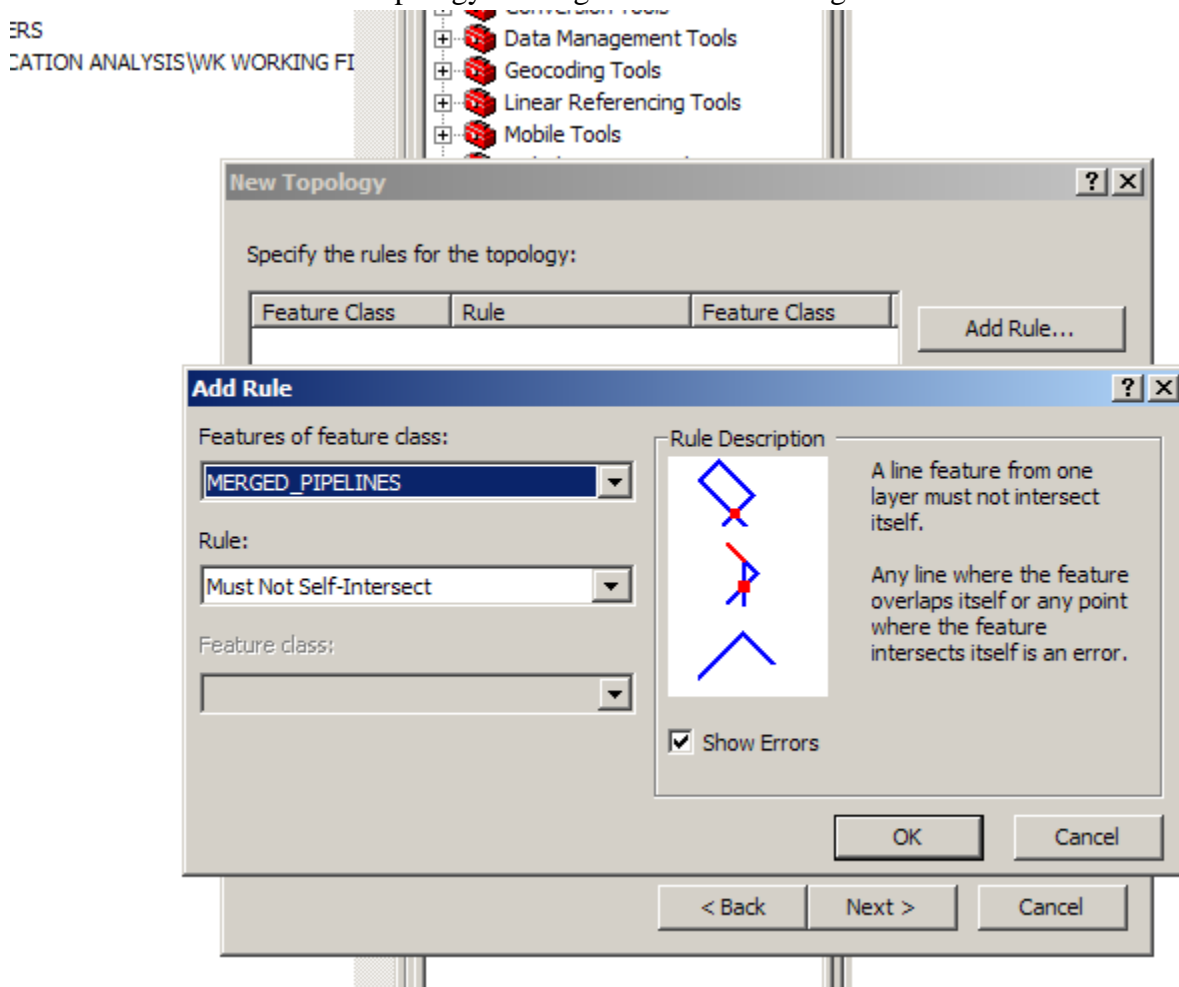 ERS
CATION ANALYSIS\WK WORKING FI
Conversion Tools
Data Management Tools
Geocoding Tools
Linear Referencing Tools
Mobile Tools
New Topology
Specify the rules for the topology:
Feature Class Rule Feature Class
Add Rule...
Add Rule
Features of feature class:
MERGED_PIPELINES
Rule:
Must Not Self-Intersect
Feature class:
Rule Description
A line feature from one
layer must not intersect
itself.
Any line where the feature
overlaps itself or any point
where the feature
intersects itself is an error.
Show Errors
OK Cancel
< Back Next > Cancel